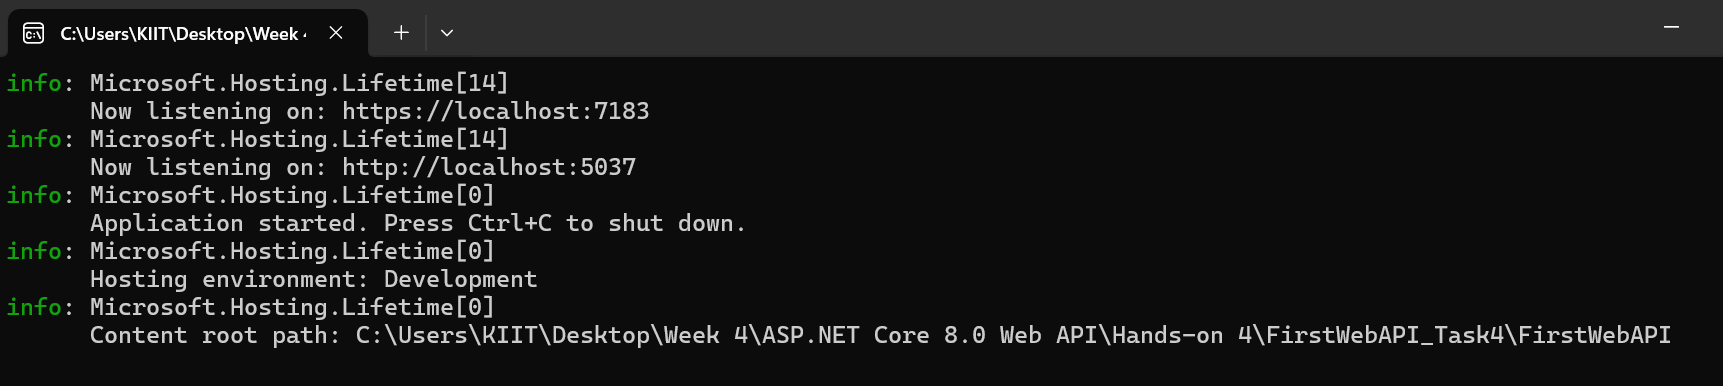 C:\Users\KIIT\Desktop\Week
info: Microsoft.Hosting.Lifetime[14]
Now listening on: https://localhost:7183
info: Microsoft.Hosting.Lifetime[14]
Now listening on: http://localhost:5037
info: Microsoft.Hosting.Lifetime[0]
Application started. Press Ctrl+C to shut down.
info: Microsoft.Hosting.Lifetime[0]
Hosting environment: Development
info: Microsoft.Hosting.Lifetime[0]
Content root path: C:\Users\KIIT\Desktop\Week 4\ASP.NET Core 8.0 Web API\Hands-on 4\FirstWebAPI_Task4\FirstWebAPI